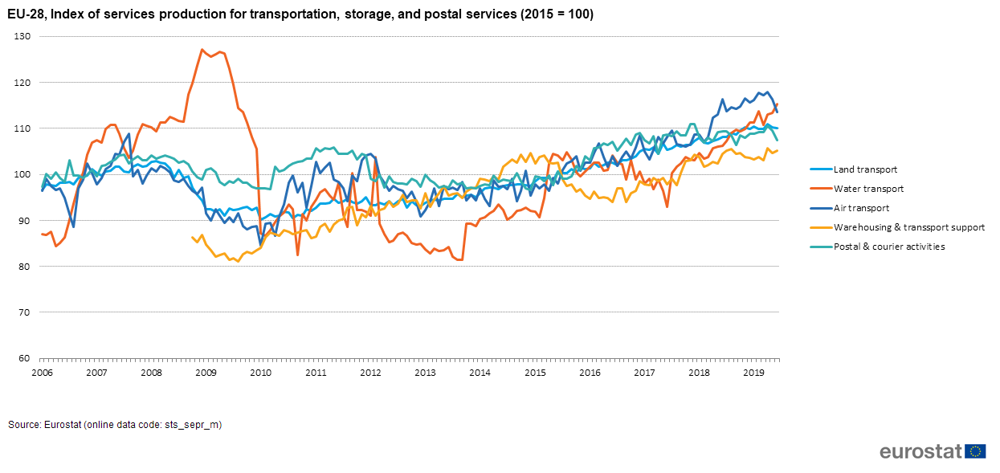 EU-28, Index of services production for transportation, storage, and postal services (2015 = 100)
130
120
110
100
90
80
70
60
2006 2007 2008 2009 2010 2011 2012 2013 2014 2015 2016 2017 2018 2019
Land transport
Water transport
Air transport
Warehousing & transsport support
Postal & courier activities
Source: Eurostat (online data code: sts_sepr_m)
eurostat